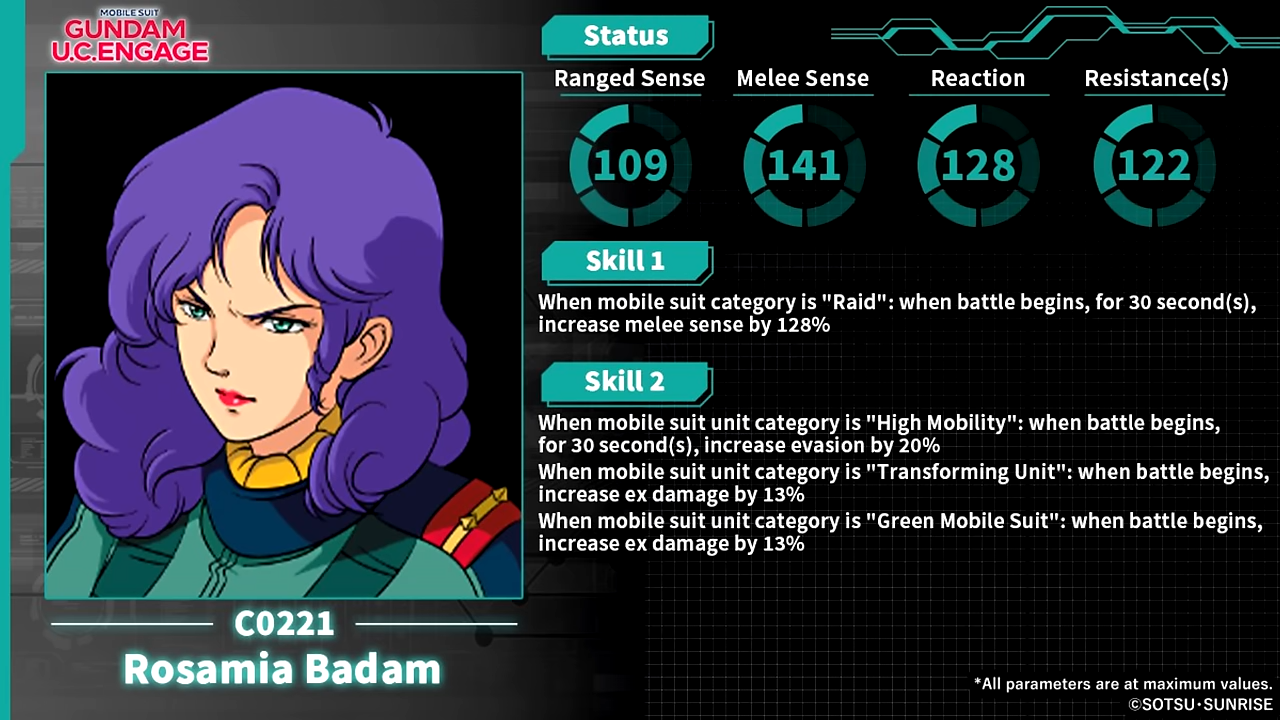 MOBILE SUIT
GUNDAM
U.C.ENGAGE
C0221
Rosamia Badam
Status
Ranged Sense
Melee Sense
Reaction
Resistance(s)
109
141
128
122
Skill 1
When mobile suit category is "Raid": when battle begins, for 30 second(s),
increase melee sense by 128%
Skill 2
When mobile suit unit category is "High Mobility": when battle begins,
for 30 second(s), increase evasion by 20%
When mobile suit unit category is "Transforming Unit": when battle begins,
increase ex damage by 13%
When mobile suit unit category is "Green Mobile Suit": when battle begins,
increase ex damage by 13%
*All parameters are at maximum values.
©SOTSU・SUNRISE